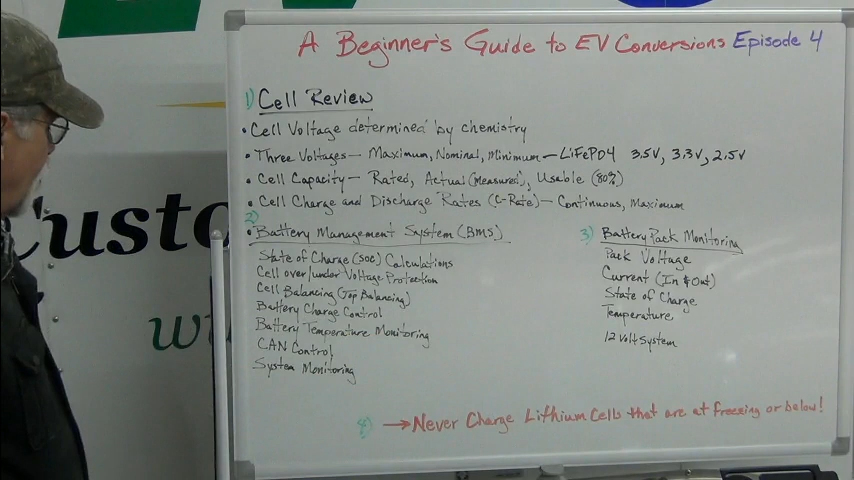 A Beginner's Guide to EV Conversions Episode 4
1) Cell Review
• Cell Voltage determined by chemistry
• Three Voltages — Maximum, Nominal, Minimum — LiFePO4 3.5V, 3.3V, 2.5V
• Cell Capacity — Rated, Actual (Measured), Usable (80%)
• Cell Charge and Discharge Rates (C-Rate) — Continuous, Maximum
2)
• Battery Management System (BMS)
State of Charge (SOC) Calculations
Cell over/under Voltage Protection
Cell Balancing (Top Balancing)
Battery Charge Control
Battery Temperature Monitoring
CAN Control
System Monitoring
3) Battery Pack Monitoring
Pack Voltage
Current (In & Out)
State of Charge
Temperature
12 Volt System
→ Never Charge Lithium Cells that are at freezing or below!
Custo